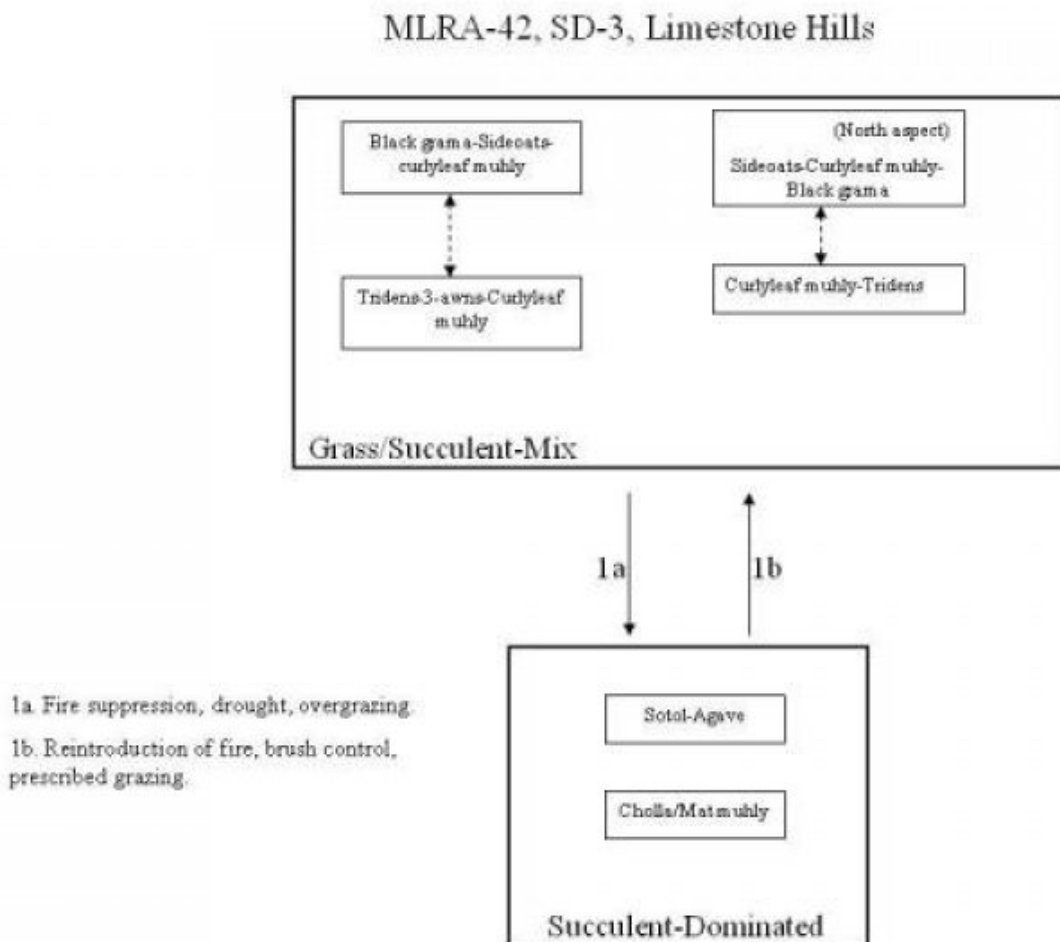 MLRA-42, SD-3, Limestone Hills
Black grama-Sideoats-
curlyleaf muhly
(North aspect)
Sideoats-Curlyleaf muhly-
Black grama
Tridens-3-awns-Curlyleaf
muhly
Curlyleaf muhly-Tridens
Grass/Succulent-Mix
1a
1b
1a. Fire suppression, drought, overgrazing.
1b. Reintroduction of fire, brush control,
prescribed grazing.
Sotol-Agave
Cholla/Mat muhly
Succulent-Dominated